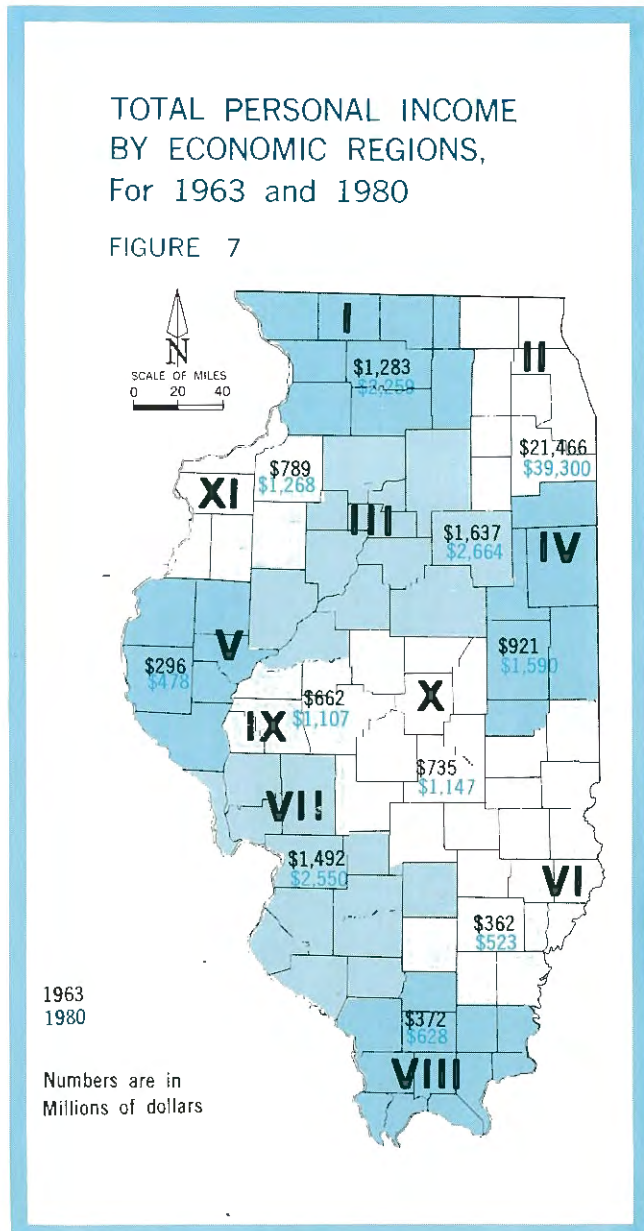 TOTAL PERSONAL INCOME
BY ECONOMIC REGIONS,
For 1963 and 1980
FIGURE 7
N
SCALE OF MILES
0 20 40
I
$1,283
$2,259
II
$21,466
$39,300
$789
$1,268
XI
III
$1,637
$2,664
IV
$921
$1,590
V
$296
$478
$662
$1,107
IX
X
$735
$1,147
VII
$1,492
$2,550
VI
$362
$523
1963
1980
$372
$628
VIII
Numbers are in
Millions of dollars